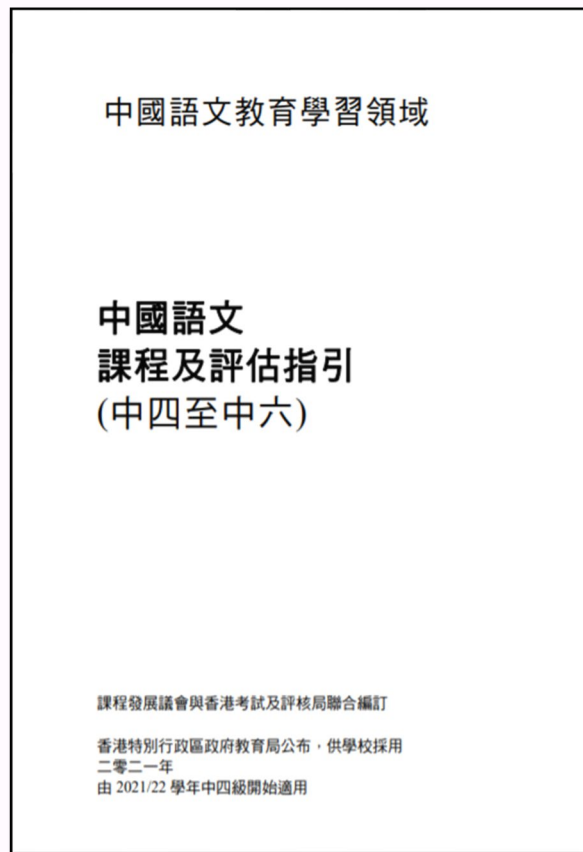 中國語文教育學習領域
中國語文
課程及評估指引
(中四至中六)
課程發展議會與香港考試及評核局聯合編訂
香港特別行政區政府教育局公布，供學校採用
二零二一年
由 2021/22 學年中四級開始適用